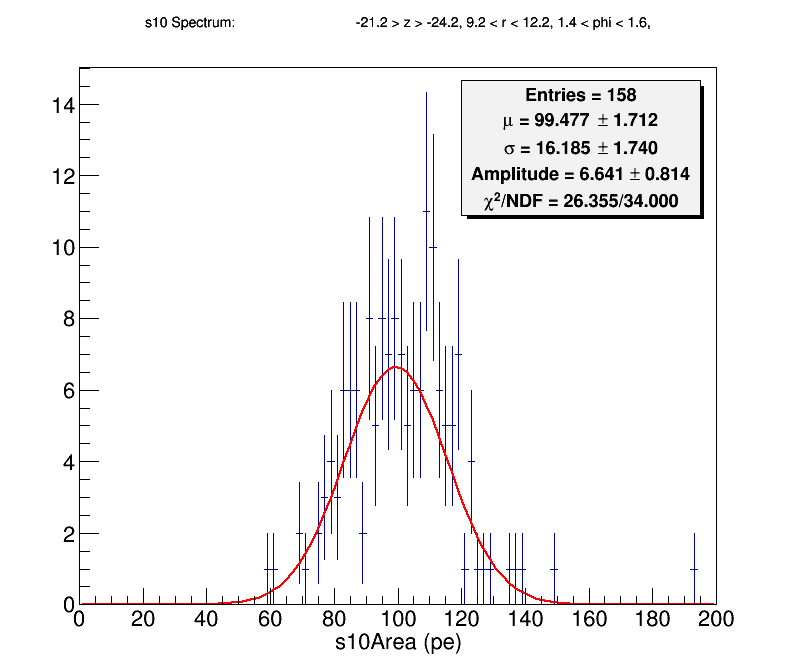 s10 Spectrum: -21.2 > z > -24.2, 9.2 < r < 12.2, 1.4 < phi < 1.6,
Entries = 158
μ = 99.477 ± 1.712
σ = 16.185 ± 1.740
Amplitude = 6.641 ± 0.814
χ²/NDF = 26.355/34.000
14
12
10
8
6
4
2
0
0 20 40 60 80 100 120 140 160 180 200
s10Area (pe)